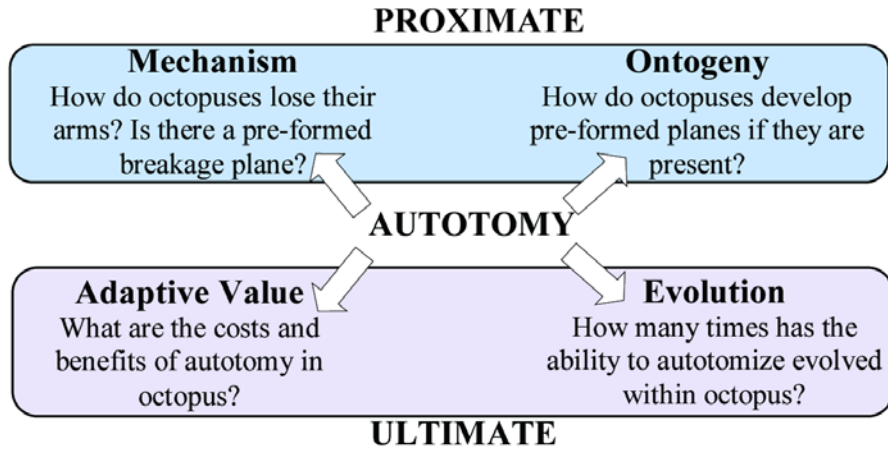 PROXIMATE
Mechanism
How do octopuses lose their
arms? Is there a pre-formed
breakage plane?
Ontogeny
How do octopuses develop
pre-formed planes if they are
present?
AUTOTOMY
Adaptive Value
What are the costs and
benefits of autotomy in
octopus?
Evolution
How many times has the
ability to autotomize evolved
within octopus?
ULTIMATE